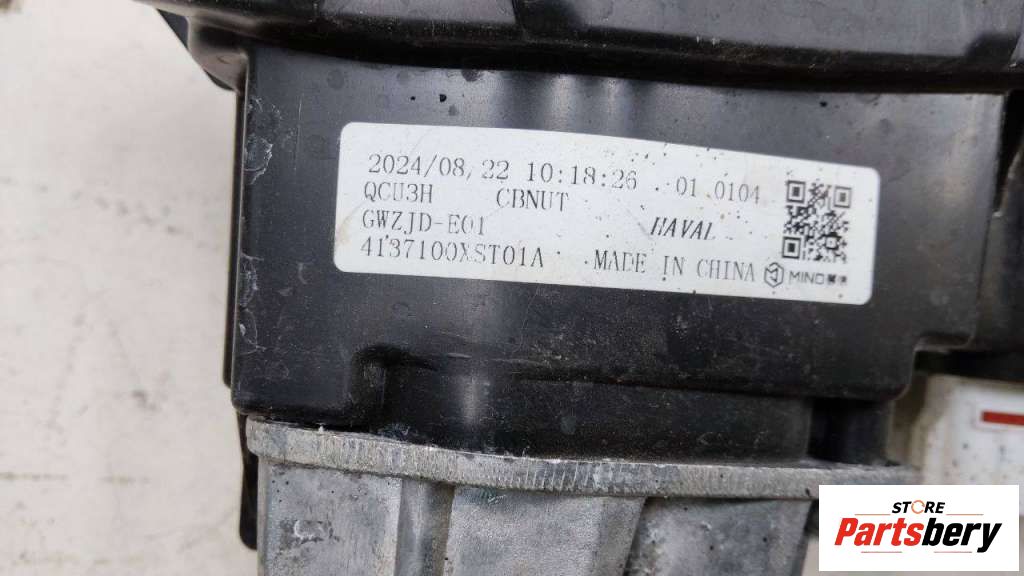 2024/08/22 10:18:26 01 0104
QCU3H CBNUT
GWZJD-E01 HAVAL
4137100XST01A MADE IN CHINA MINO
STORE
Partsbery